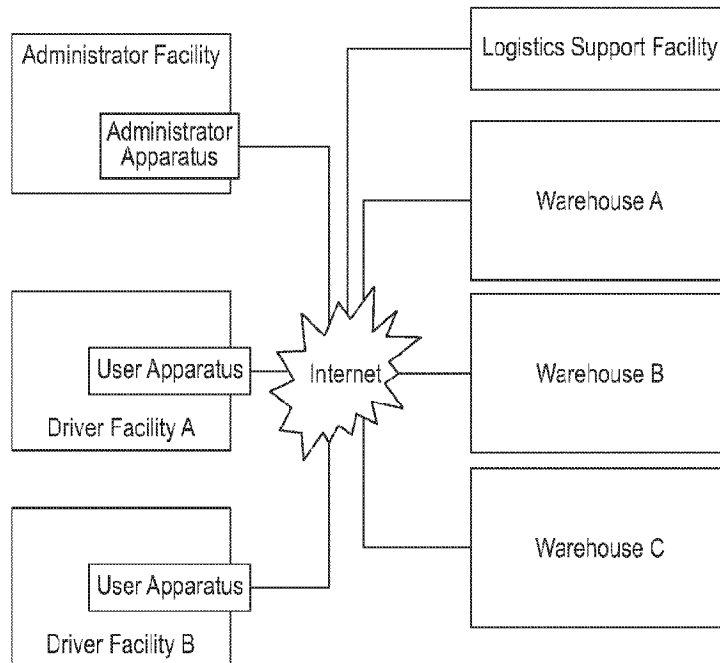 Administrator Facility
Administrator
Apparatus
User Apparatus
Driver Facility A
User Apparatus
Driver Facility B
Internet
Logistics Support Facility
Warehouse A
Warehouse B
Warehouse C